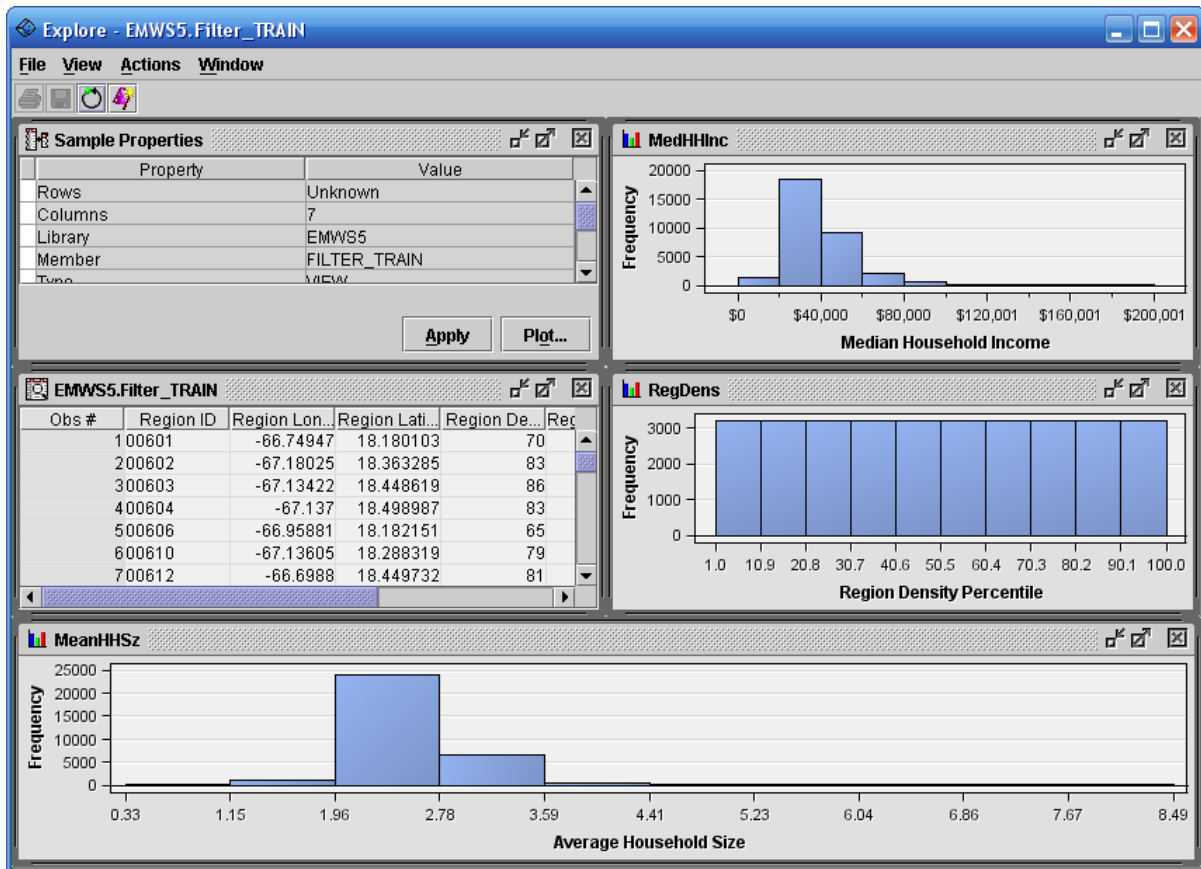 Explore - EMWS5.Filter_TRAIN
File View Actions Window
Sample Properties
Property Value
Rows Unknown
Columns 7
Library EMWS5
Member FILTER_TRAIN
Type VIEW
Apply Plot...
MedHHInc
Frequency
20000
15000
10000
5000
0
$0 $40,000 $80,000 $120,001 $160,001 $200,001
Median Household Income
EMWS5.Filter_TRAIN
Obs # Region ID Region Lon... Region Lati... Region De... Reg
1 00601 -66.74947 18.180103 70
2 00602 -67.18025 18.363285 83
3 00603 -67.13422 18.448619 86
4 00604 -67.137 18.498987 83
5 00606 -66.95881 18.182151 65
6 00610 -67.13605 18.288319 79
7 00612 -66.6988 18.449732 81
RegDens
Frequency
3000
2000
1000
0
1.0 10.9 20.8 30.7 40.6 50.5 60.4 70.3 80.2 90.1 100.0
Region Density Percentile
MeanHHSz
Frequency
25000
20000
15000
10000
5000
0
0.33 1.15 1.96 2.78 3.59 4.41 5.23 6.04 6.86 7.67 8.49
Average Household Size